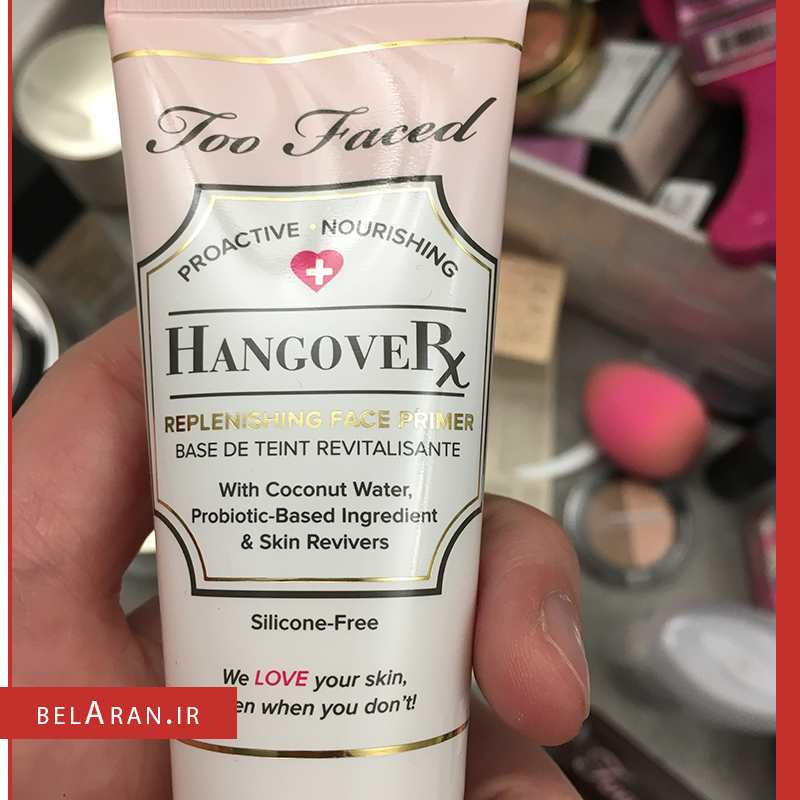 Too Faced
PROACTIVE · NOURISHING
HANGOVERx
REPLENISHING FACE PRIMER
BASE DE TEINT REVITALISANTE
With Coconut Water,
Probiotic-Based Ingredient
& Skin Revivers
Silicone-Free
We LOVE your skin,
en when you don't!
BELARAN.IR